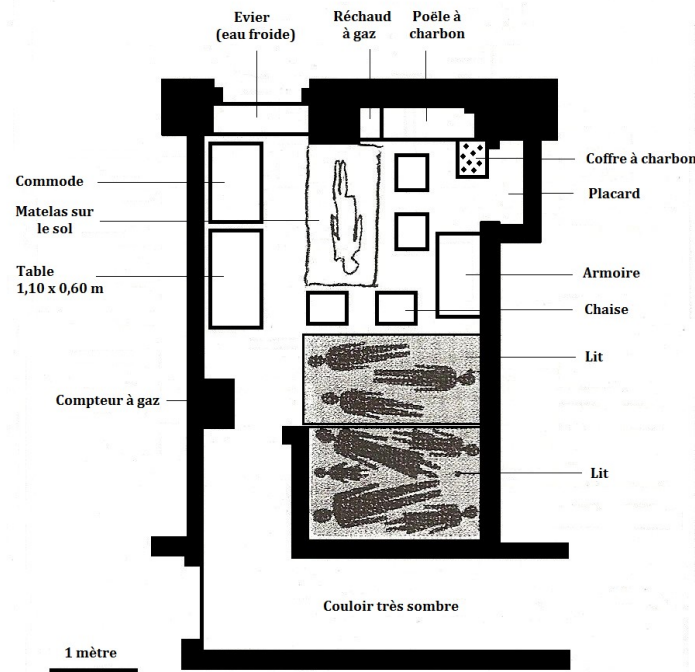 Evier
(eau froide)
Réchaud
à gaz
Poële à
charbon
Commode
Matelas sur
le sol
Table
1,10 x 0,60 m
Compteur à gaz
Coffre à charbon
Placard
Armoire
Chaise
Lit
Lit
Couloir très sombre
1 mètre